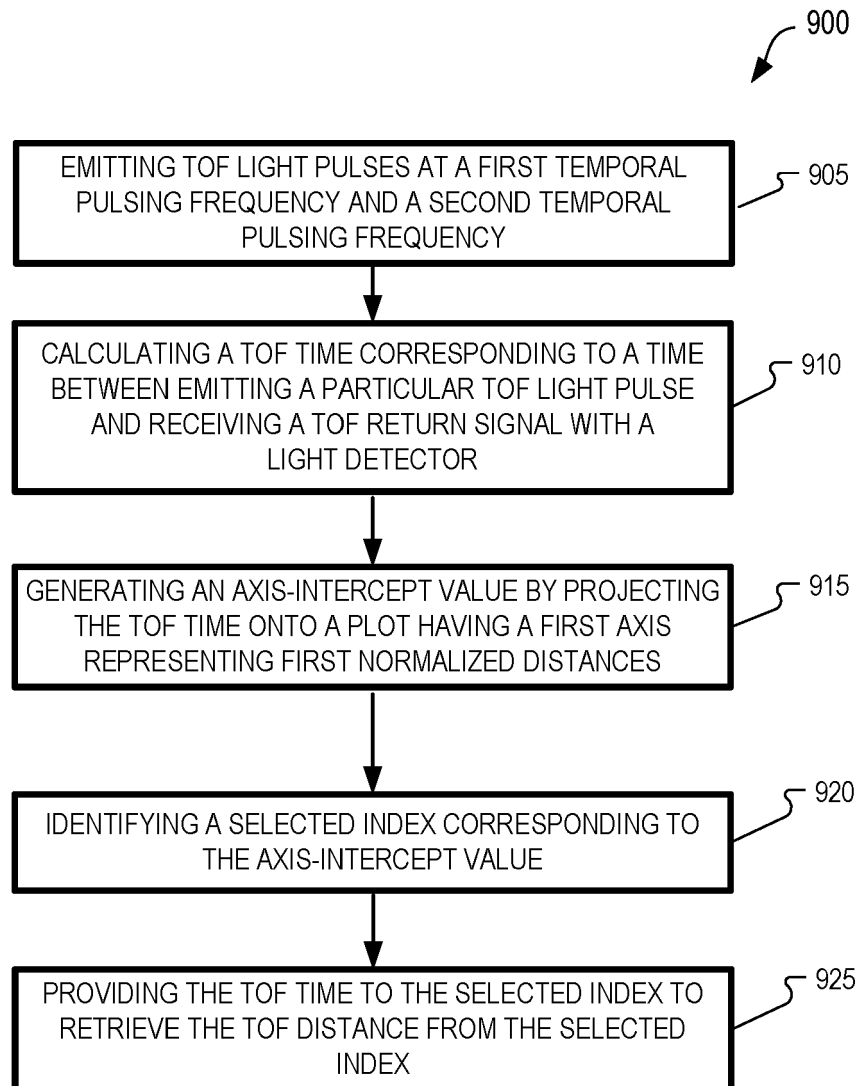 900
EMITTING TOF LIGHT PULSES AT A FIRST TEMPORAL
PULSING FREQUENCY AND A SECOND TEMPORAL
PULSING FREQUENCY
905
CALCULATING A TOF TIME CORRESPONDING TO A TIME
BETWEEN EMITTING A PARTICULAR TOF LIGHT PULSE
AND RECEIVING A TOF RETURN SIGNAL WITH A
LIGHT DETECTOR
910
GENERATING AN AXIS-INTERCEPT VALUE BY PROJECTING
THE TOF TIME ONTO A PLOT HAVING A FIRST AXIS
REPRESENTING FIRST NORMALIZED DISTANCES
915
IDENTIFYING A SELECTED INDEX CORRESPONDING TO
THE AXIS-INTERCEPT VALUE
920
PROVIDING THE TOF TIME TO THE SELECTED INDEX TO
RETRIEVE THE TOF DISTANCE FROM THE SELECTED
INDEX
925